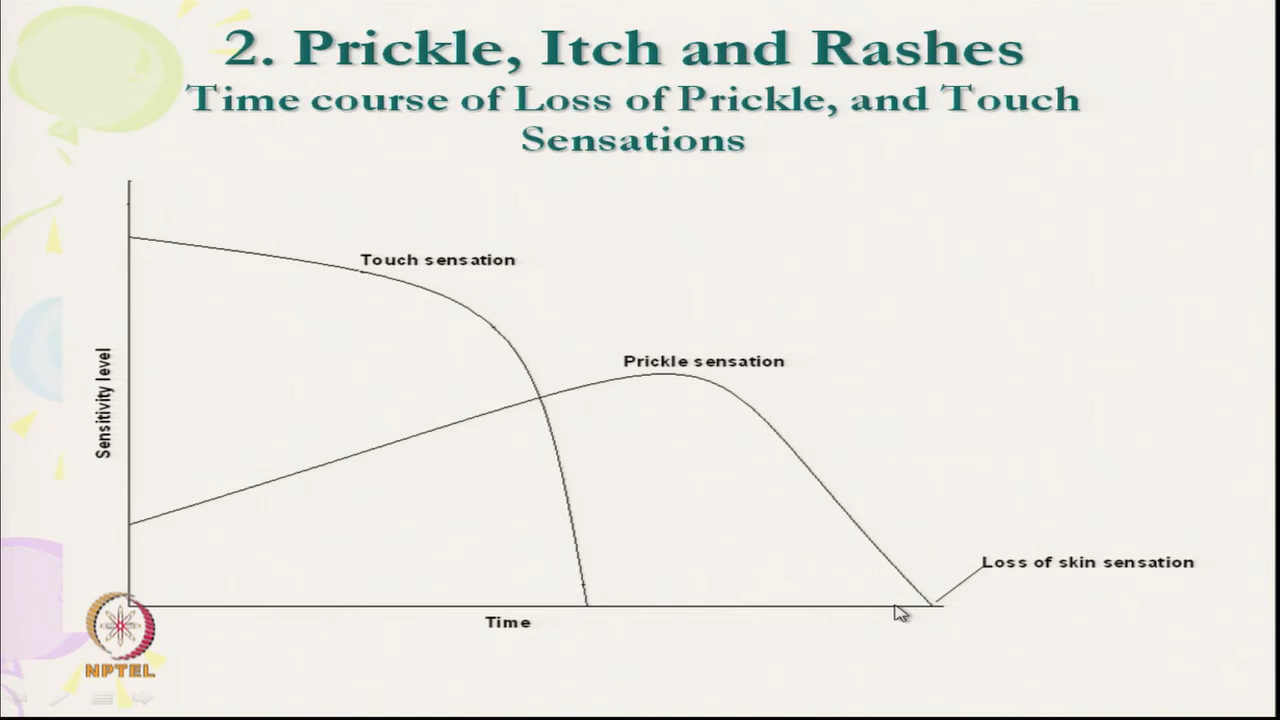 2. Prickle, Itch and Rashes
Time course of Loss of Prickle, and Touch
Sensations
Touch sensation
Prickle sensation
Sensitivity level
Loss of skin sensation
Time
NPTEL